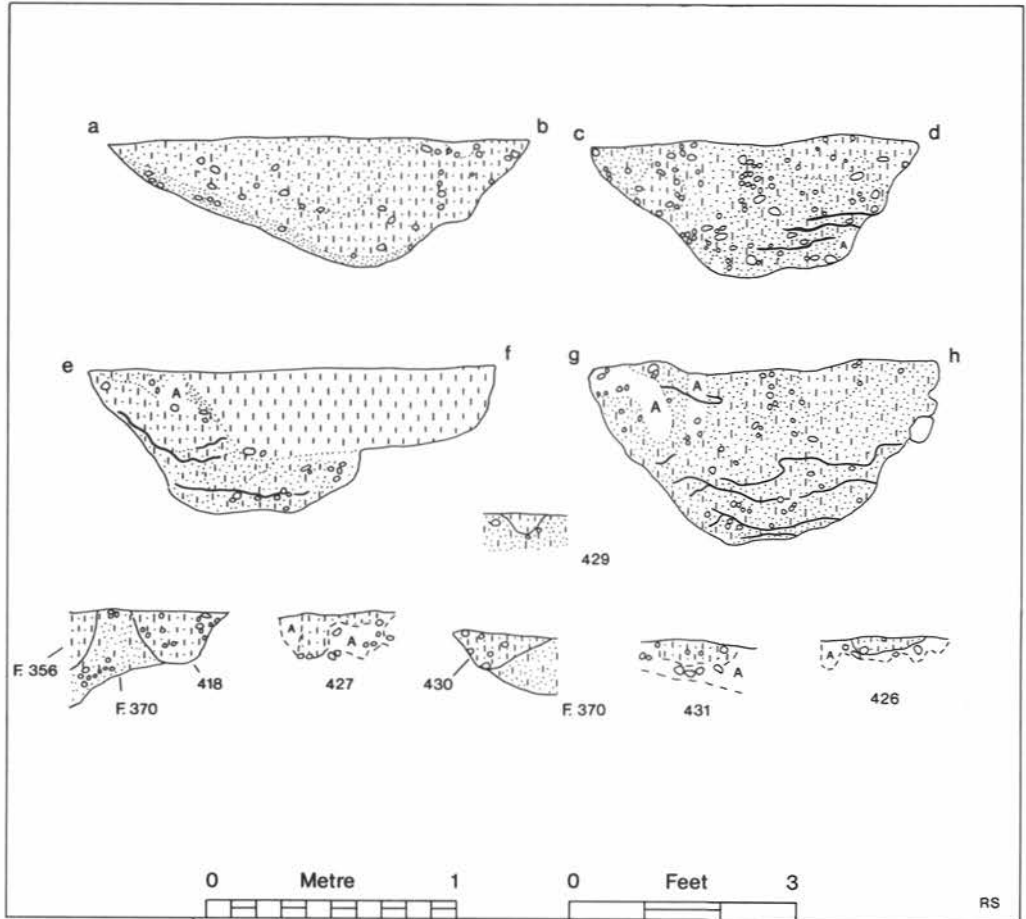 a b c d
A
e f g h
A A A
429
F. 356 418 F. 370
A A 427
430 F. 370
A 431
A 426
0 Metre 1 0 Feet 3
RS